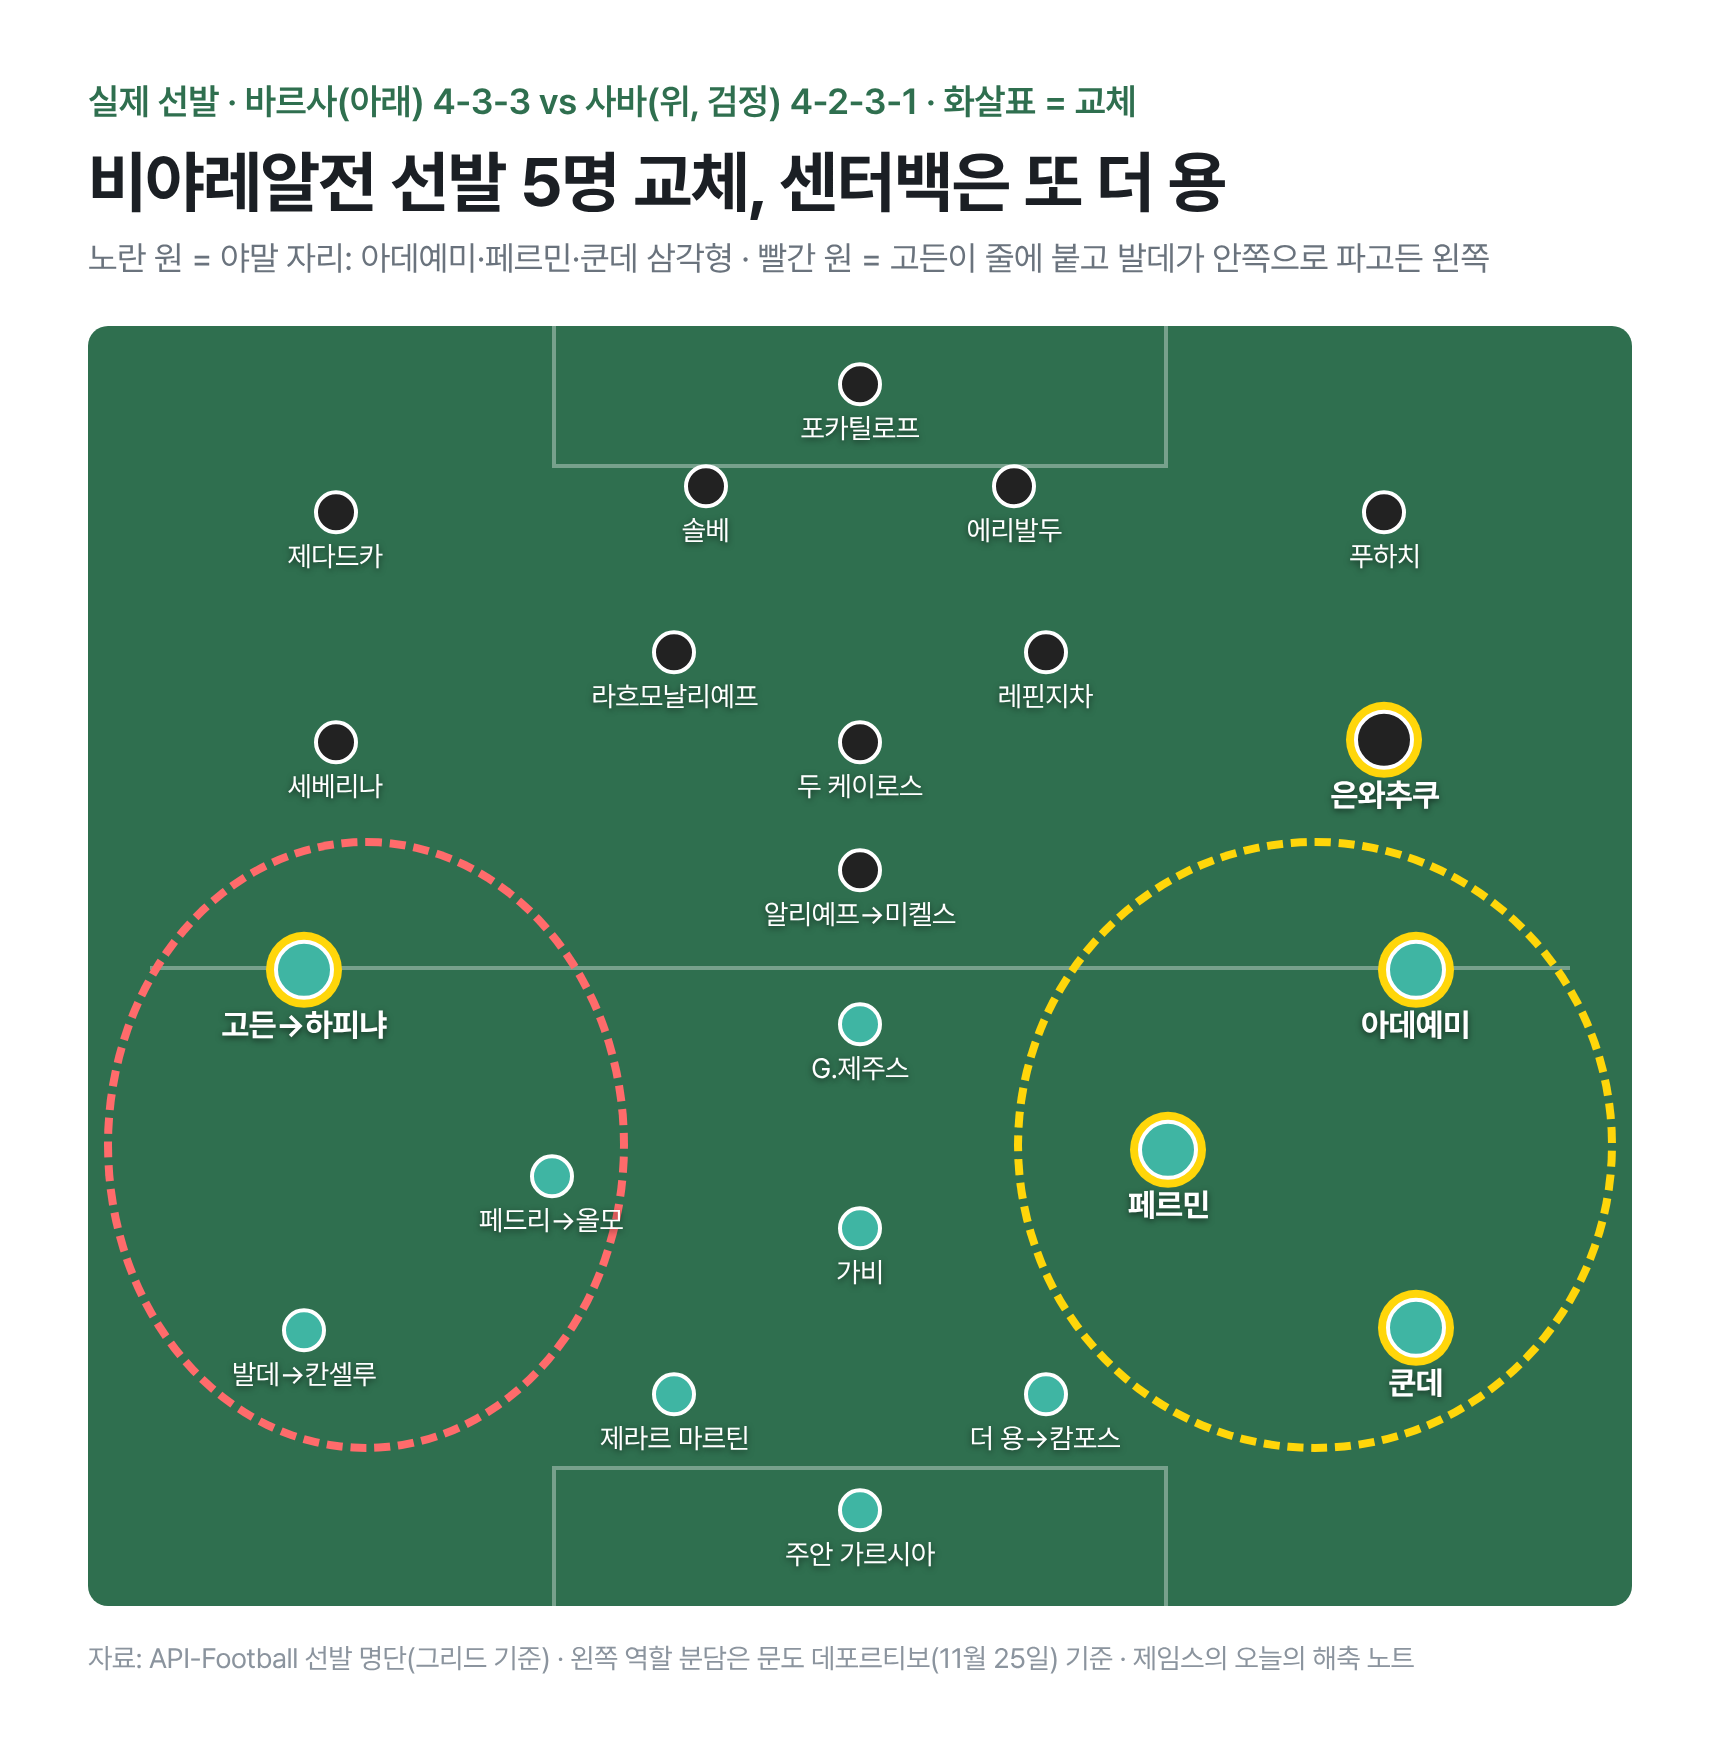 실제 선발 · 바르사(아래) 4-3-3 vs 사바(위, 검정) 4-2-3-1 · 화살표 = 교체
비야레알전 선발 5명 교체, 센터백은 또 더 용
노란 원 = 야말 자리: 아데예미·페르민·쿤데 삼각형 · 빨간 원 = 고든이 줄에 붙고 발데가 안쪽으로 파고든 왼쪽
포카틸로프
솔베
에리발두
제다드카
푸하치
라흐모날리예프
레핀지차
세베리나
두 케이로스
은와추쿠
알리예프→미켈스
고든→하피냐
아데예미
G.제주스
페르민
페드리→올모
가비
발데→칸셀루
쿤데
제라르 마르틴
더 용→캄포스
주안 가르시아
자료: API-Football 선발 명단(그리드 기준) · 왼쪽 역할 분담은 문도 데포르티보(11월 25일) 기준 · 제임스의 오늘의 해축 노트